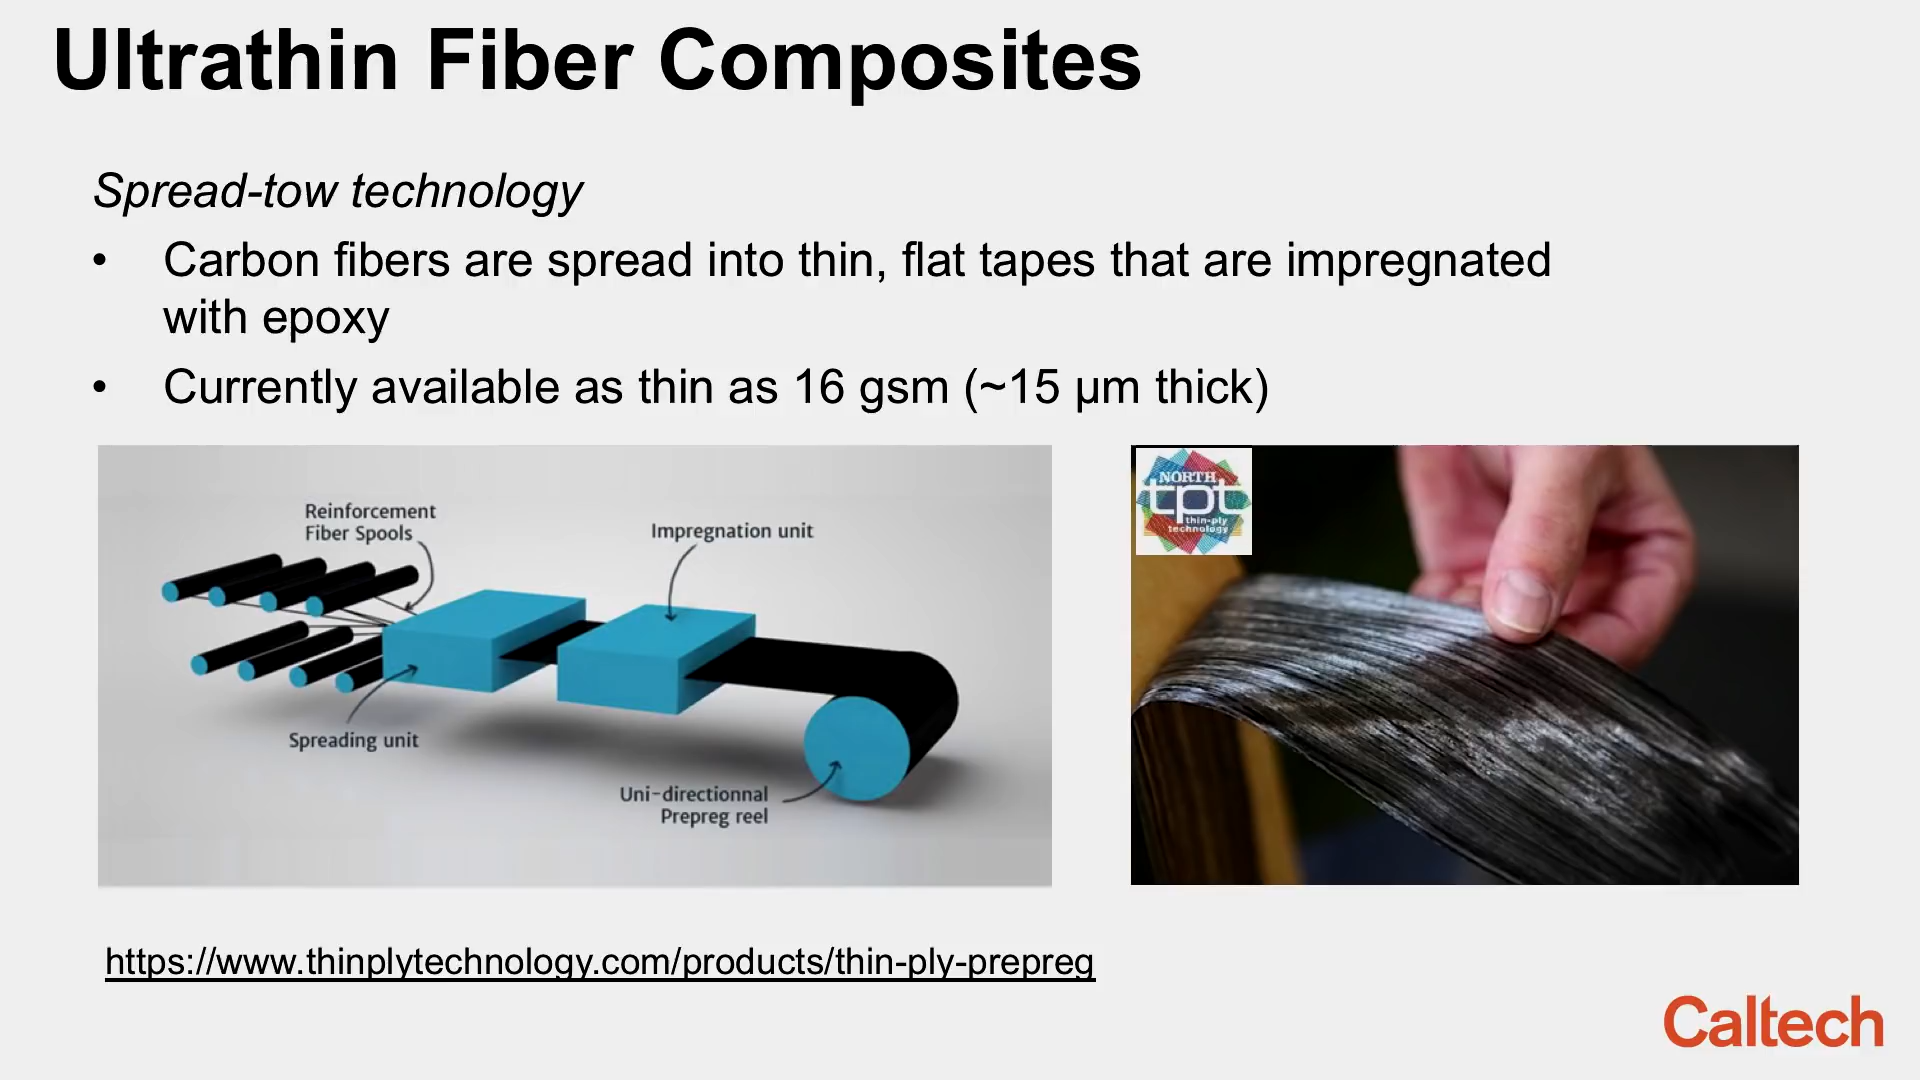 Ultrathin Fiber Composites
Spread-tow technology
• Carbon fibers are spread into thin, flat tapes that are impregnated
with epoxy
• Currently available as thin as 16 gsm (~15 µm thick)
Reinforcement
Fiber Spools
Impregnation unit
Spreading unit
Uni-directionnal
Prepreg reel
NORTH
tpt
thin-ply
technology
https://www.thinplytechnology.com/products/thin-ply-prepreg
Caltech